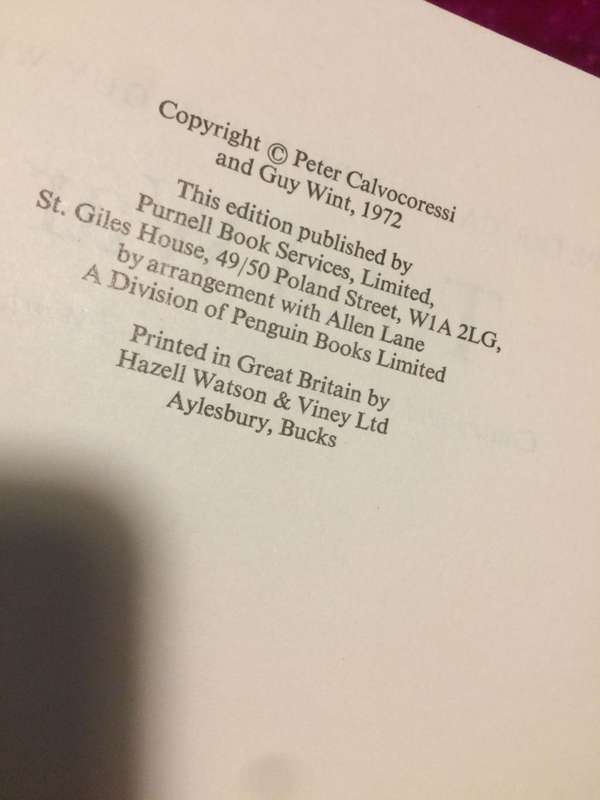 Copyright © Peter Calvocoressi
and Guy Wint, 1972
This edition published by
Purnell Book Services, Limited,
St. Giles House, 49/50 Poland Street, W1A 2LG,
by arrangement with Allen Lane
A Division of Penguin Books Limited
Printed in Great Britain by
Hazell Watson & Viney Ltd
Aylesbury, Bucks